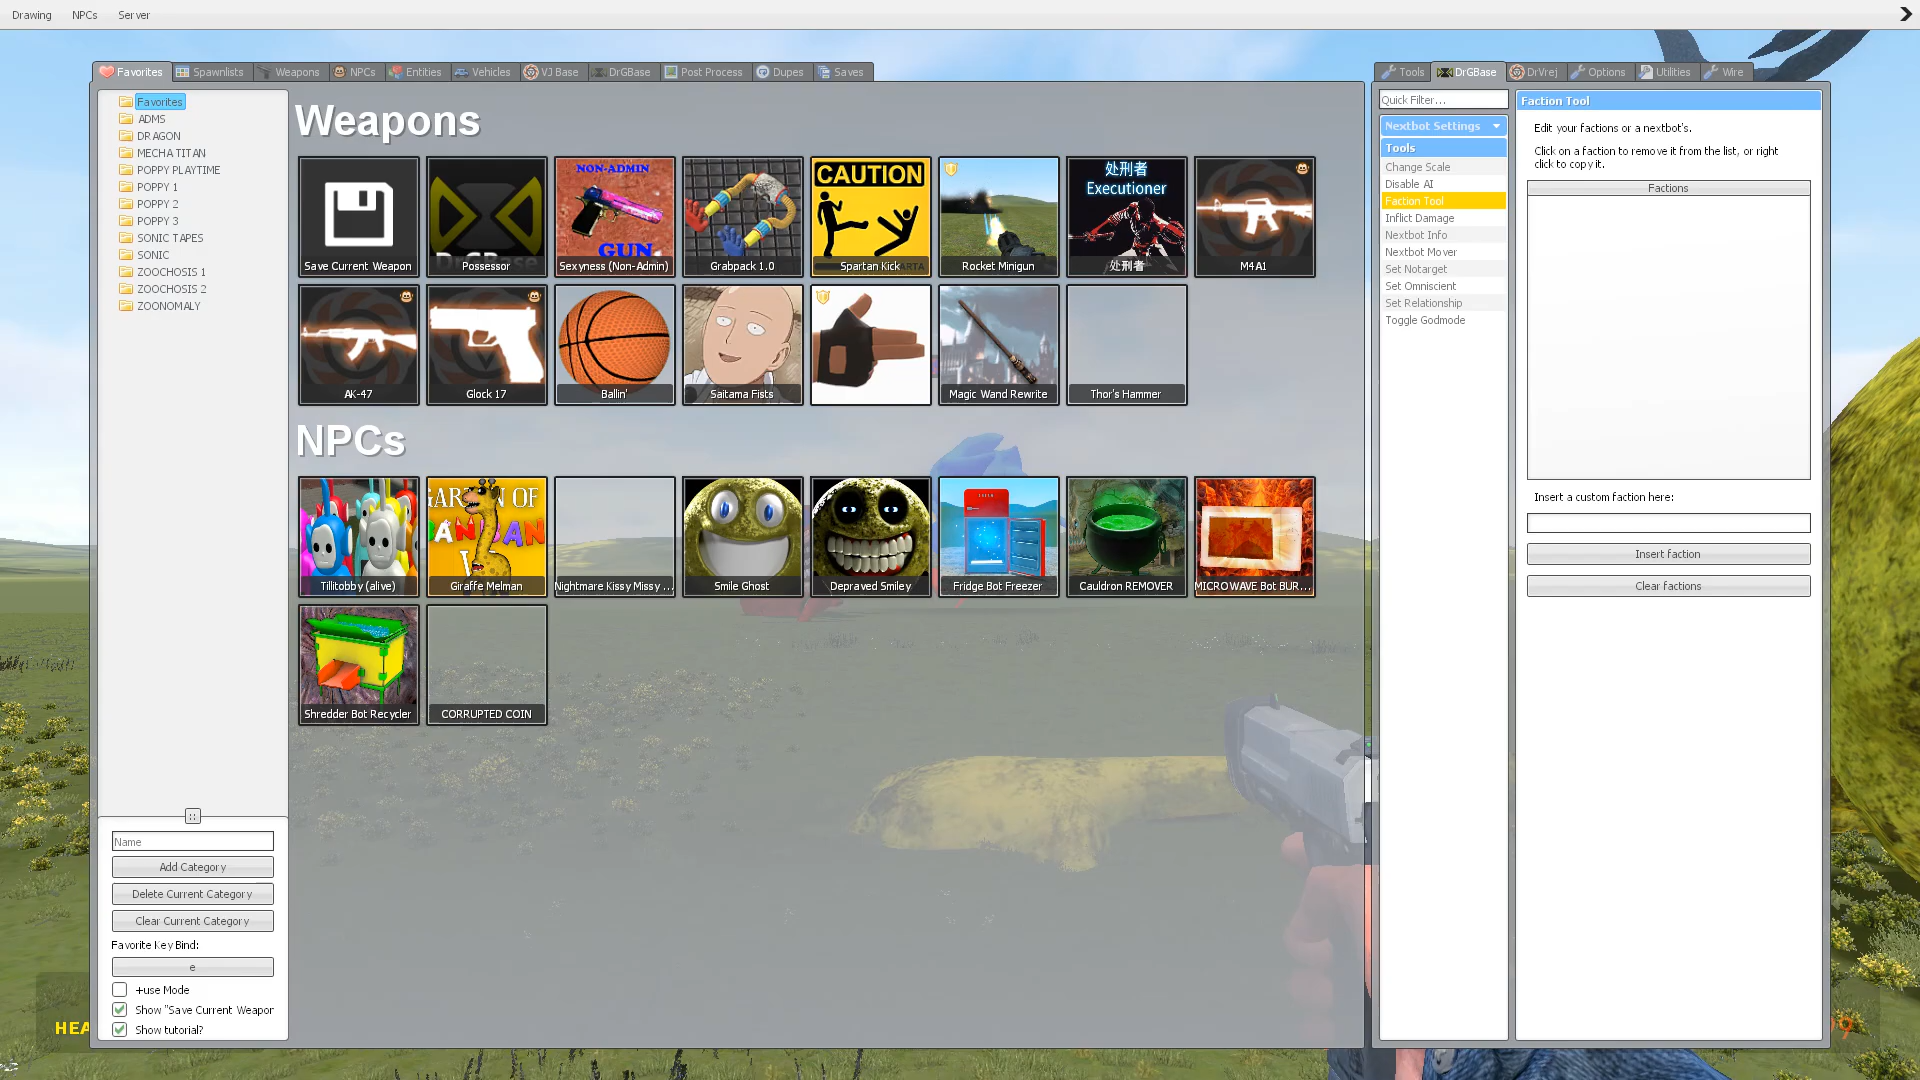 Drawing NPCs Server
Favorites Spawnlists Weapons NPCs Entities Vehicles VJ Base DrGBase Post Process Dupes Saves
Tools DrGBase DrVrej Options Utilities Wire
Favorites
ADMS
DRAGON
MECHA TITAN
POPPY PLAYTIME
POPPY 1
POPPY 2
POPPY 3
SONIC TAPES
SONIC
ZOOCHOSIS 1
ZOOCHOSIS 2
ZOONOMALY
Name
Add Category
Delete Current Category
Clear Current Category
Favorite Key Bind:
e
+use Mode
Show "Save Current Weapon
Show tutorial?
HEA
Weapons
NON-ADMIN
GUN
CAUTION
处刑者
Executioner
Save Current Weapon
Possessor
Sexyness (Non-Admin)
Grabpack 1.0
Spartan Kick
Rocket Minigun
处刑者
M4A1
AK-47
Glock 17
Ballin'
Saitama Fists
Magic Wand Rewrite
Thor's Hammer
NPCs
Tillitobby (alive)
Giraffe Melman
Nightmare Kissy Missy ...
Smile Ghost
Depraved Smiley
Fridge Bot Freezer
Cauldron REMOVER
MICROWAVE Bot BUR...
Shredder Bot Recycler
CORRUPTED COIN
Quick Filter...
Nextbot Settings
Tools
Change Scale
Disable AI
Faction Tool
Inflict Damage
Nextbot Info
Nextbot Mover
Set Notarget
Set Omniscient
Set Relationship
Toggle Godmode
Faction Tool
Edit your factions or a nextbot's.
Click on a faction to remove it from the list, or right
click to copy it.
Factions
Insert a custom faction here:
Insert faction
Clear factions